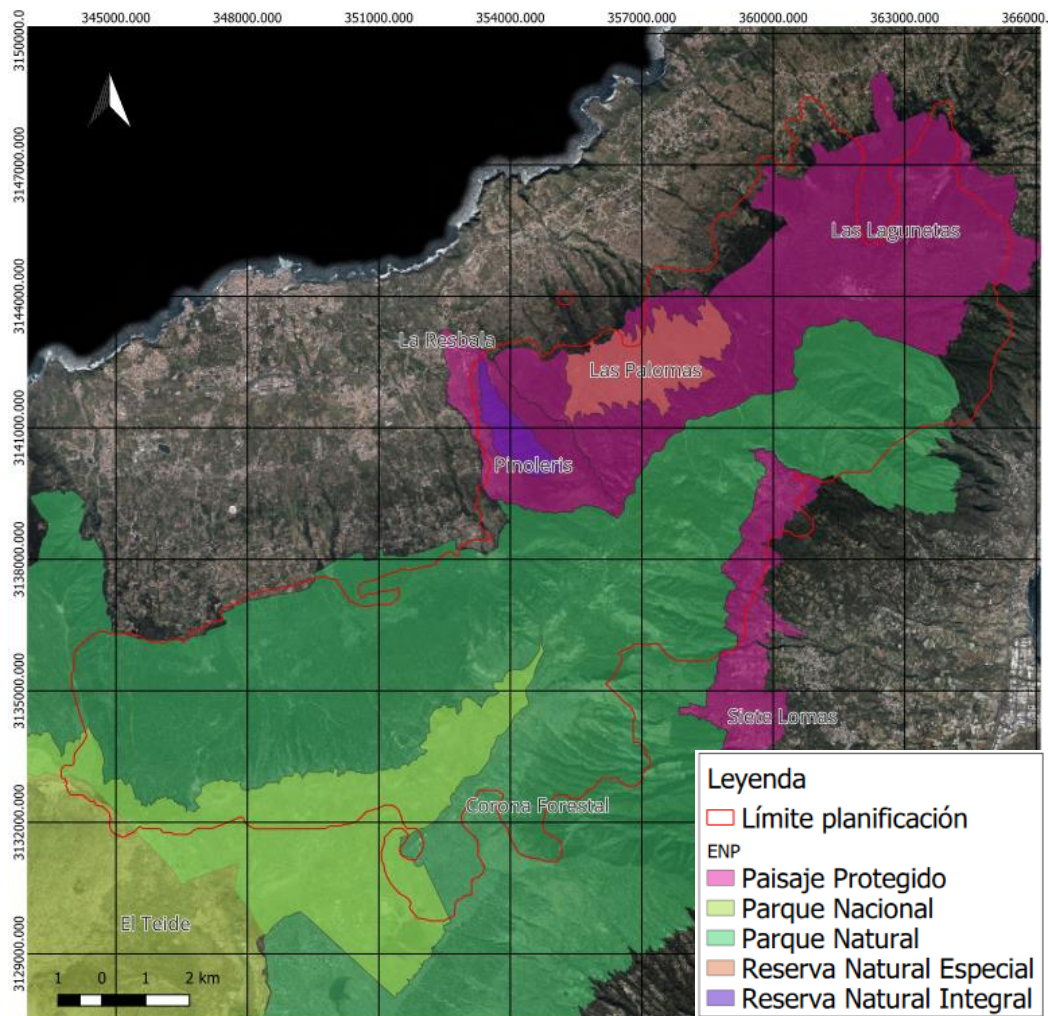 345000.000 348000.000 351000.000 354000.000 357000.000 360000.000 363000.000 366000.
3150000.0
3147000.000
3144000.000
3141000.000
3138000.000
3135000.000
3132000.000
3129000.000
Las Lagunetas
La Resbala
Las Palomas
Pinoleris
Siete Lomas
Corona Forestal
El Teide
1 0 1 2 km
Leyenda
Límite planificación
ENP
Paisaje Protegido
Parque Nacional
Parque Natural
Reserva Natural Especial
Reserva Natural Integral